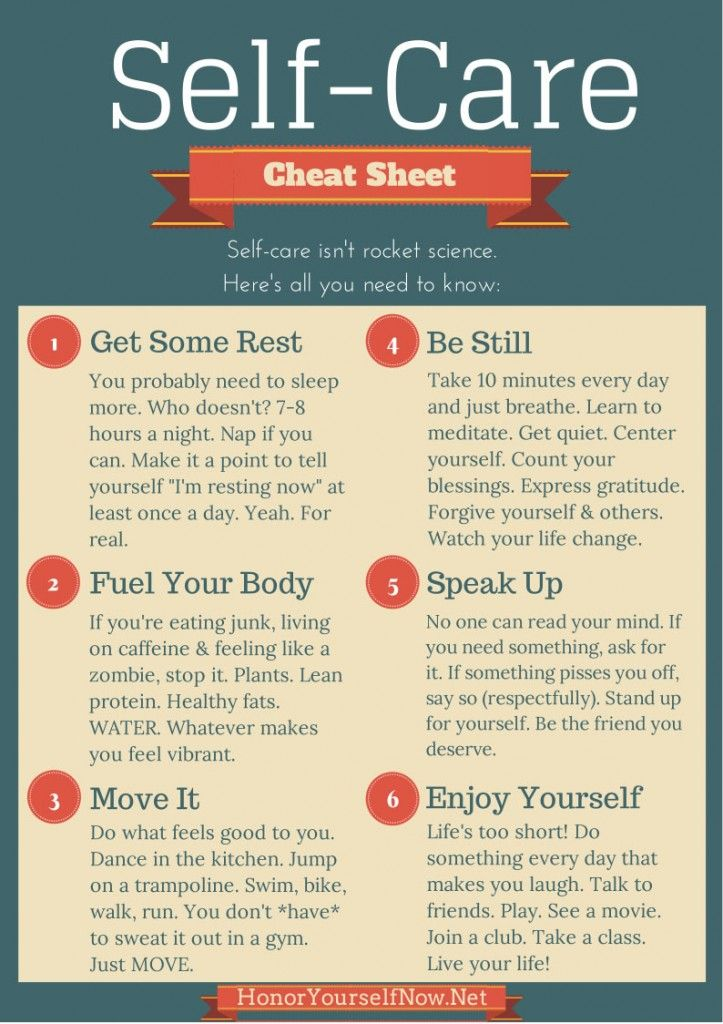 Self-Care
Cheat Sheet
Self-care isn't rocket science.
Here's all you need to know:
1 Get Some Rest
You probably need to sleep
more. Who doesn't? 7-8
hours a night. Nap if you
can. Make it a point to tell
yourself "I'm resting now" at
least once a day. Yeah. For
real.
2 Fuel Your Body
If you're eating junk, living
on caffeine & feeling like a
zombie, stop it. Plants. Lean
protein. Healthy fats.
WATER. Whatever makes
you feel vibrant.
3 Move It
Do what feels good to you.
Dance in the kitchen. Jump
on a trampoline. Swim, bike,
walk, run. You don't *have*
to sweat it out in a gym.
Just MOVE.
4 Be Still
Take 10 minutes every day
and just breathe. Learn to
meditate. Get quiet. Center
yourself. Count your
blessings. Express gratitude.
Forgive yourself & others.
Watch your life change.
5 Speak Up
No one can read your mind. If
you need something, ask for
it. If something pisses you off,
say so (respectfully). Stand up
for yourself. Be the friend you
deserve.
6 Enjoy Yourself
Life's too short! Do
something every day that
makes you laugh. Talk to
friends. Play. See a movie.
Join a club. Take a class.
Live your life!
HonorYourselfNow.Net